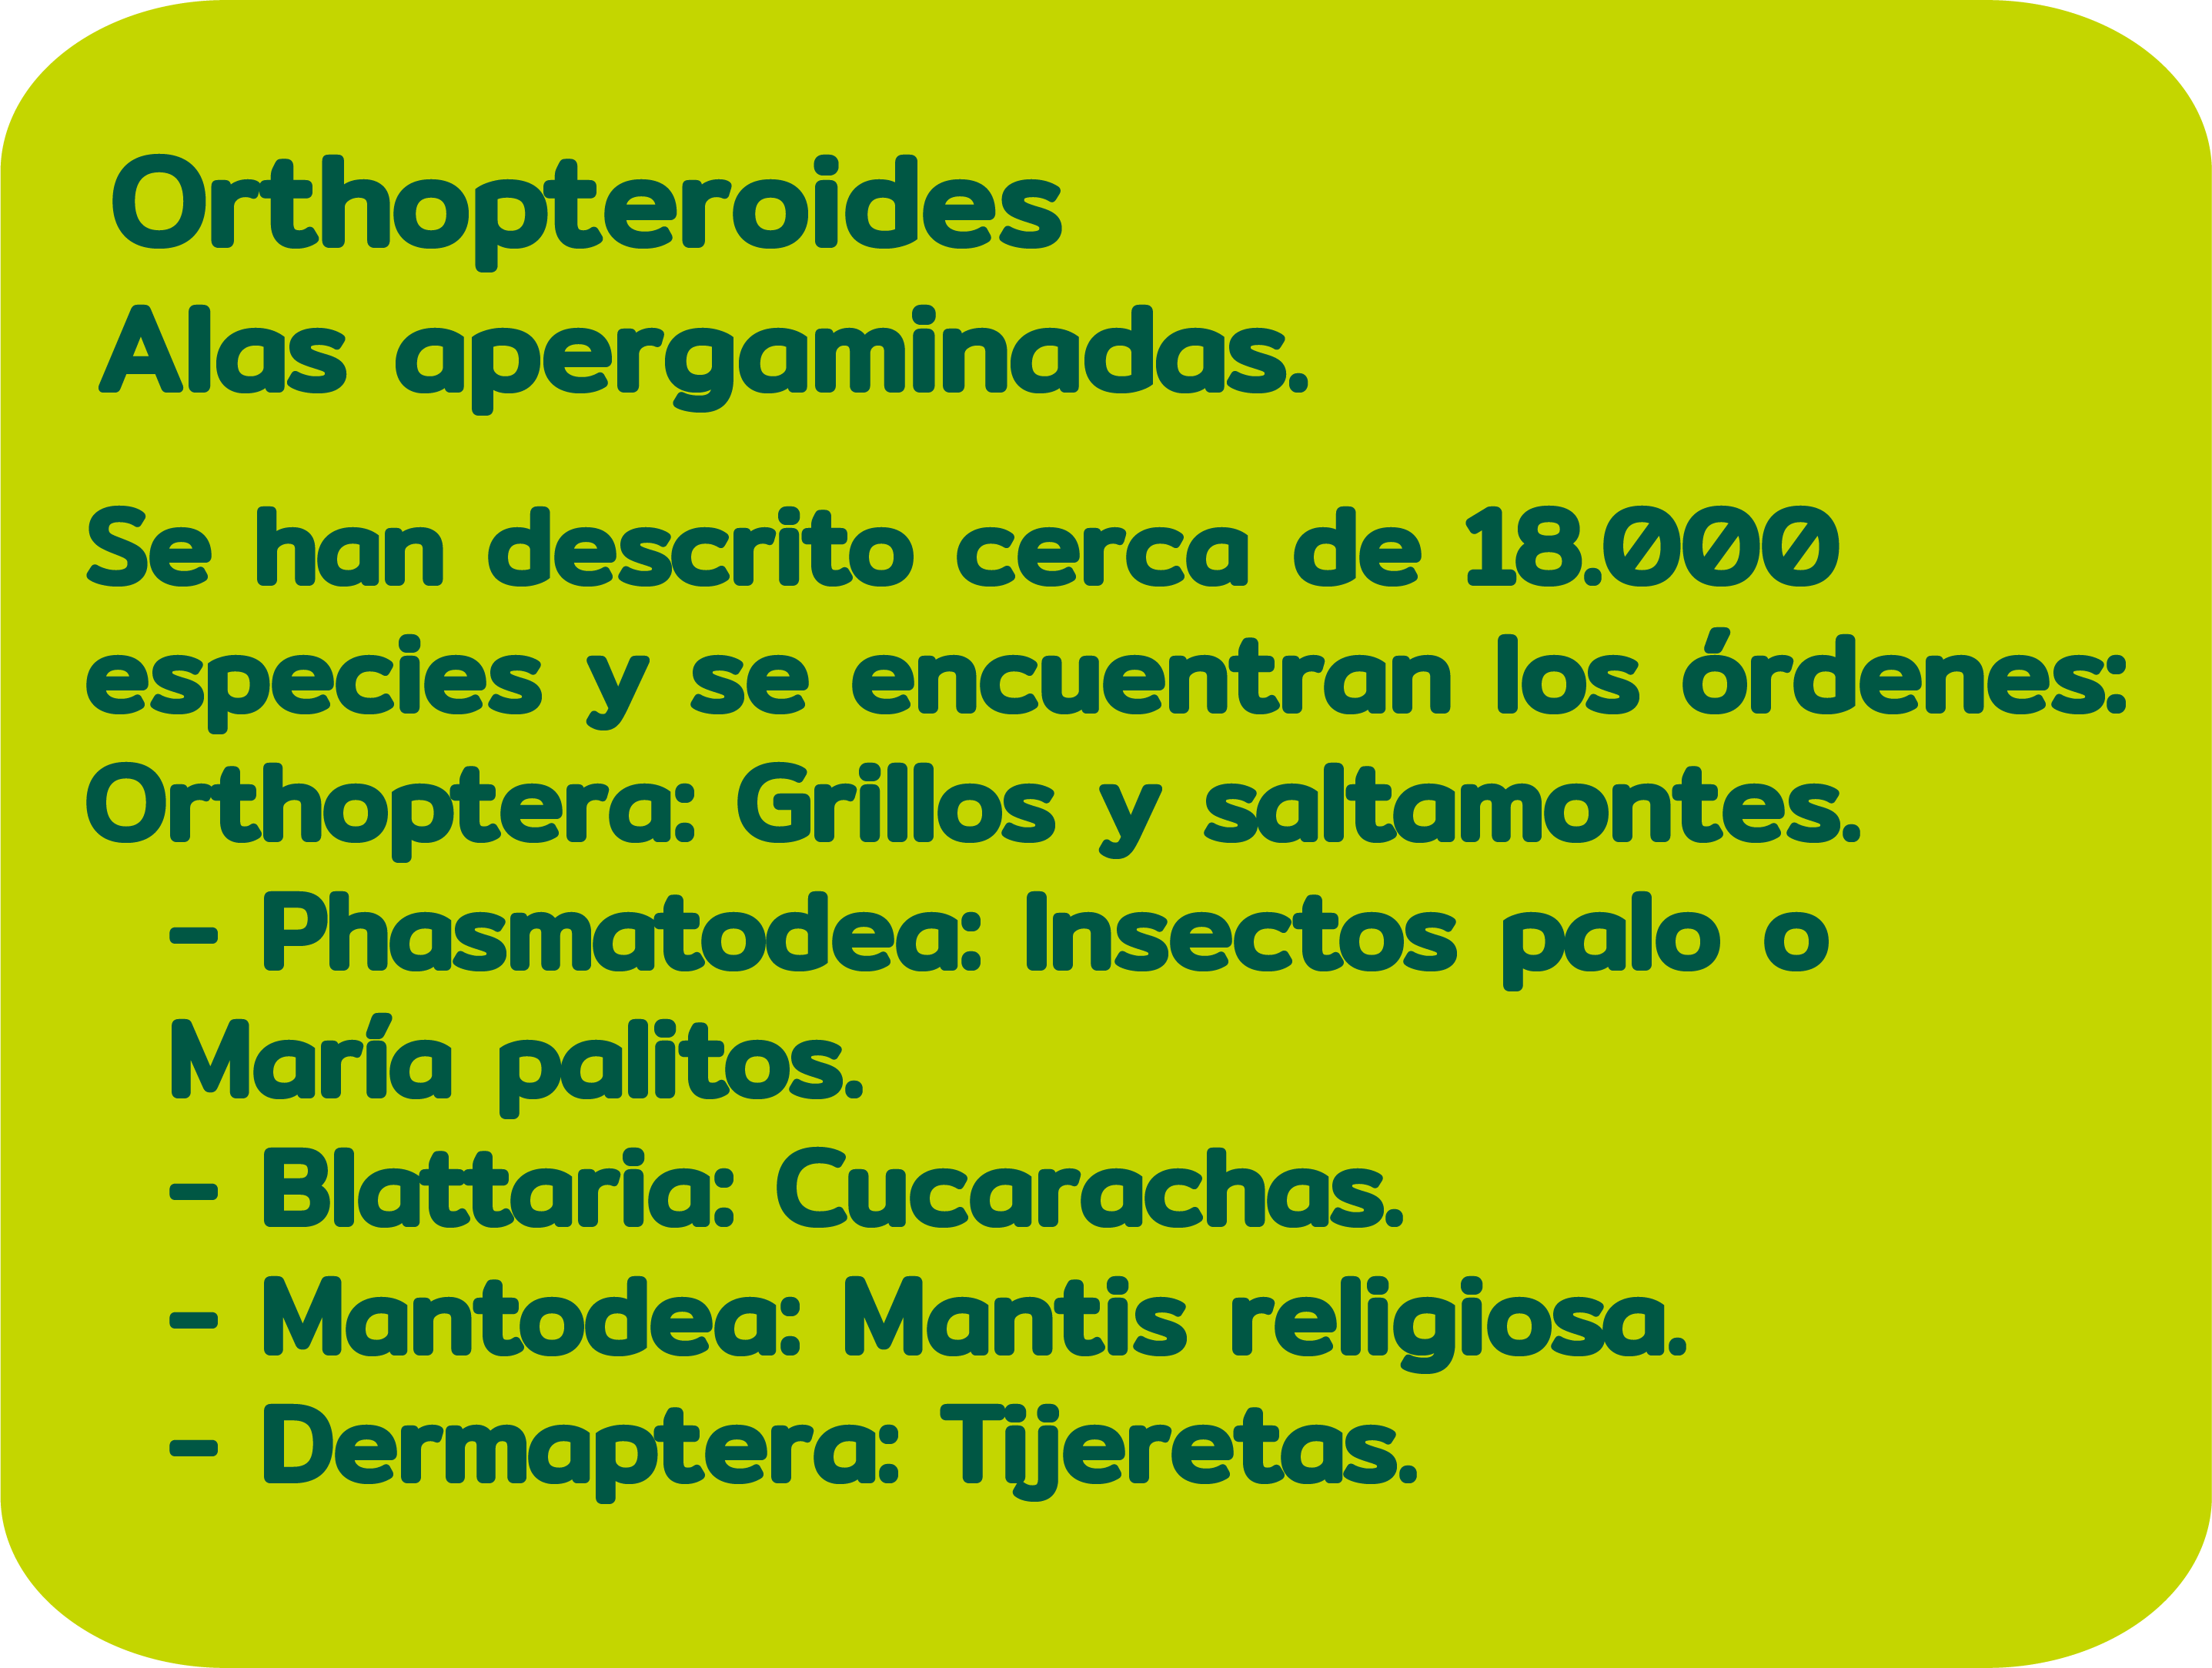 Orthopteroides
Alas apergaminadas.
Se han descrito cerca de 18.000
especies y se encuentran los órdenes:
Orthoptera: Grillos y saltamontes.
- Phasmatodea: Insectos palo o
María palitos.
- Blattaria: Cucarachas.
- Mantodea: Mantis religiosa.
- Dermaptera: Tijeretas.